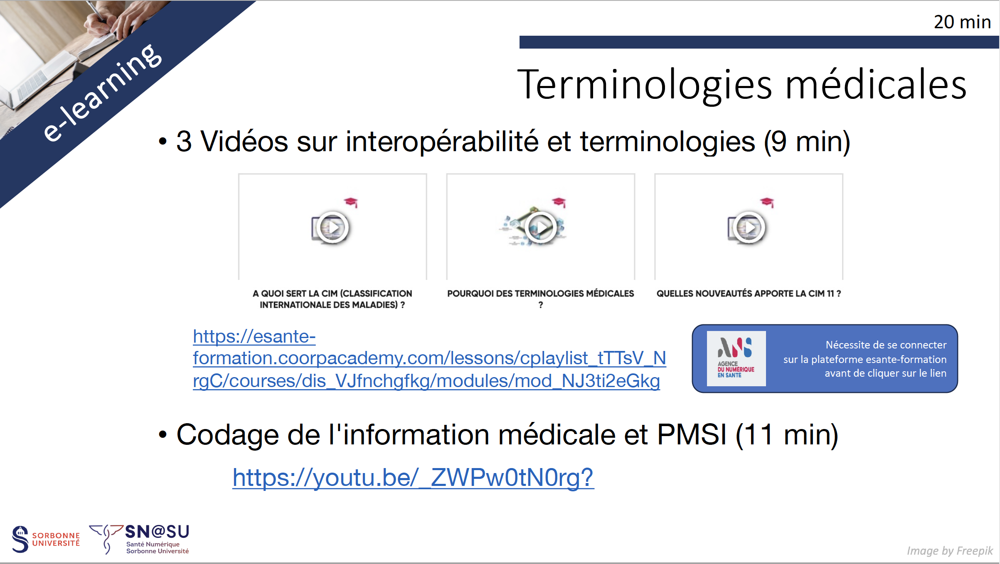 20 min
e-learning
Terminologies médicales
• 3 Vidéos sur interopérabilité et terminologies (9 min)
A QUOI SERT LA CIM (CLASSIFICATION
INTERNATIONALE DES MALADIES) ?
POURQUOI DES TERMINOLOGIES MÉDICALES
?
QUELLES NOUVEAUTÉS APPORTE LA CIM 11 ?
https://esante-
formation.coorpacademy.com/lessons/cplaylist_tTTsV_N
rgC/courses/dis_VJfnchgfkg/modules/mod_NJ3ti2eGkg
ANS
AGENCE
DU NUMÉRIQUE
EN SANTÉ
Nécessite de se connecter
sur la plateforme esante-formation
avant de cliquer sur le lien
• Codage de l'information médicale et PMSI (11 min)
https://youtu.be/_ZWPw0tN0rg?
SORBONNE
UNIVERSITÉ
SN@SU
Santé Numérique
Sorbonne Université
Image by Freepik